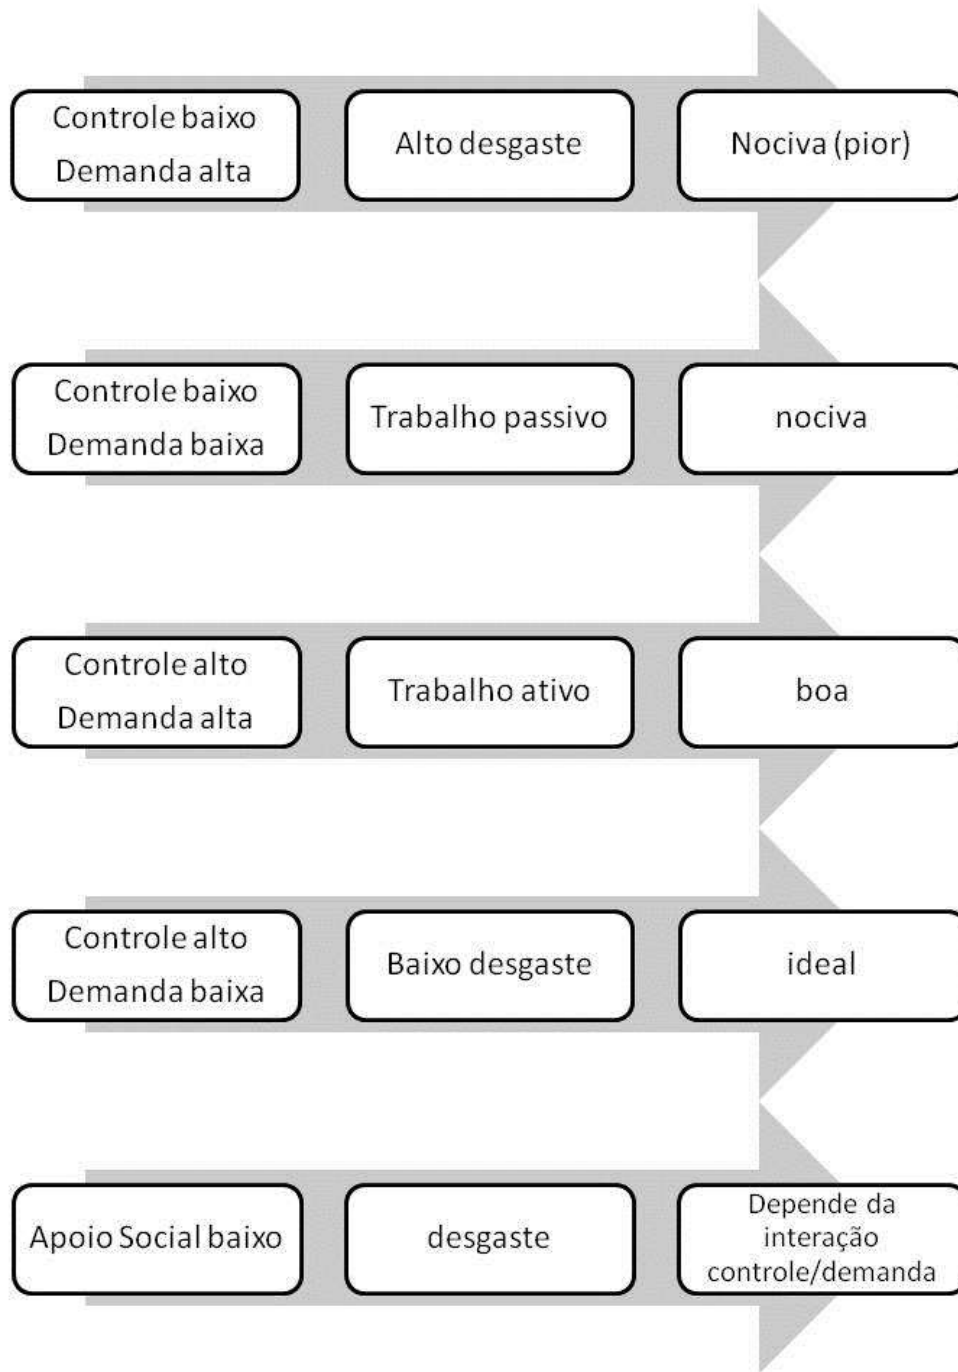 Controle baixo
Demanda alta
Alto desgaste
Nociva (pior)
Controle baixo
Demanda baixa
Trabalho passivo
nociva
Controle alto
Demanda alta
Trabalho ativo
boa
Controle alto
Demanda baixa
Baixo desgaste
ideal
Apoio Social baixo
desgaste
Depende da
interação
controle/demanda